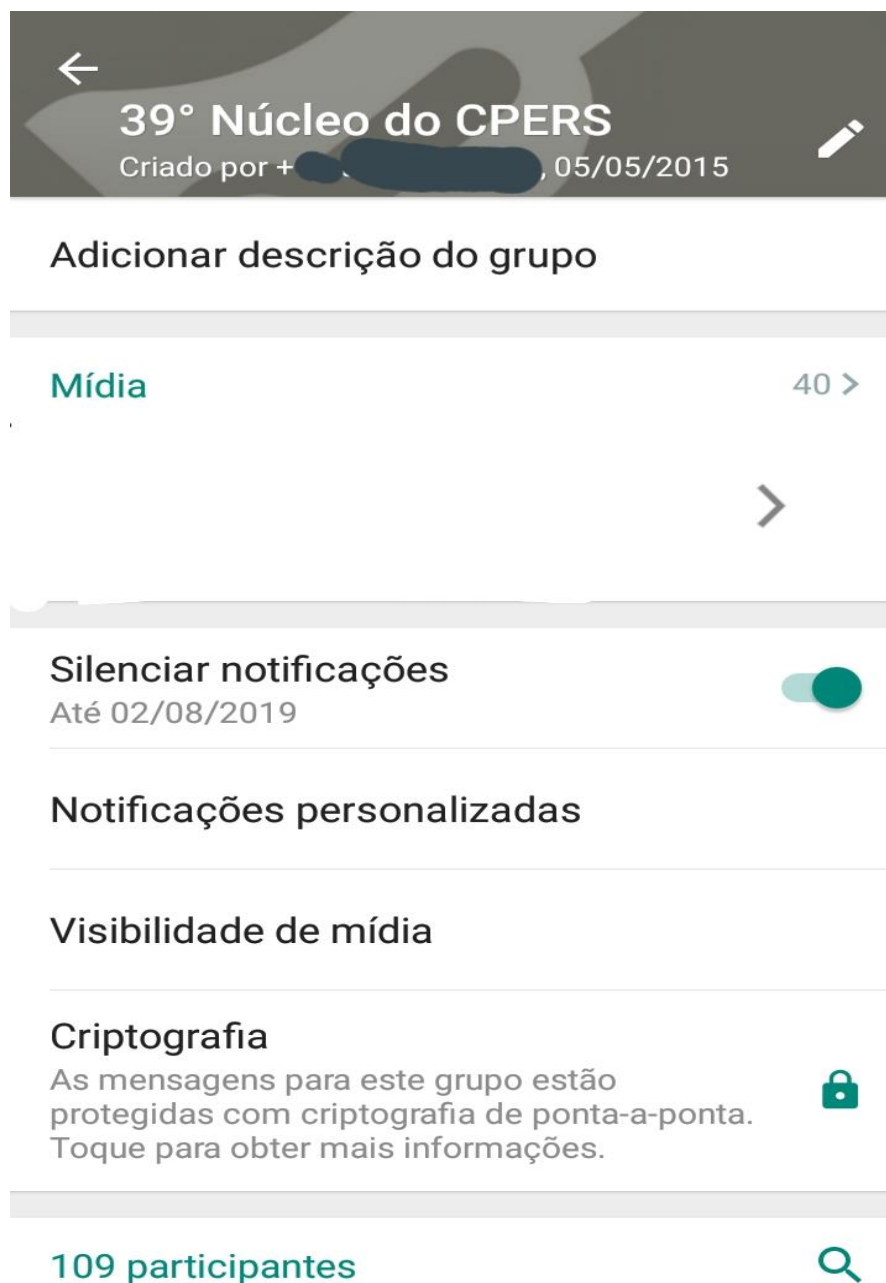 39° Núcleo do CPERS
Criado por + , 05/05/2015
Adicionar descrição do grupo
Mídia
40 >
Silenciar notificações
Até 02/08/2019
Notificações personalizadas
Visibilidade de mídia
Criptografia
As mensagens para este grupo estão
protegidas com criptografia de ponta-a-ponta.
Toque para obter mais informações.
109 participantes